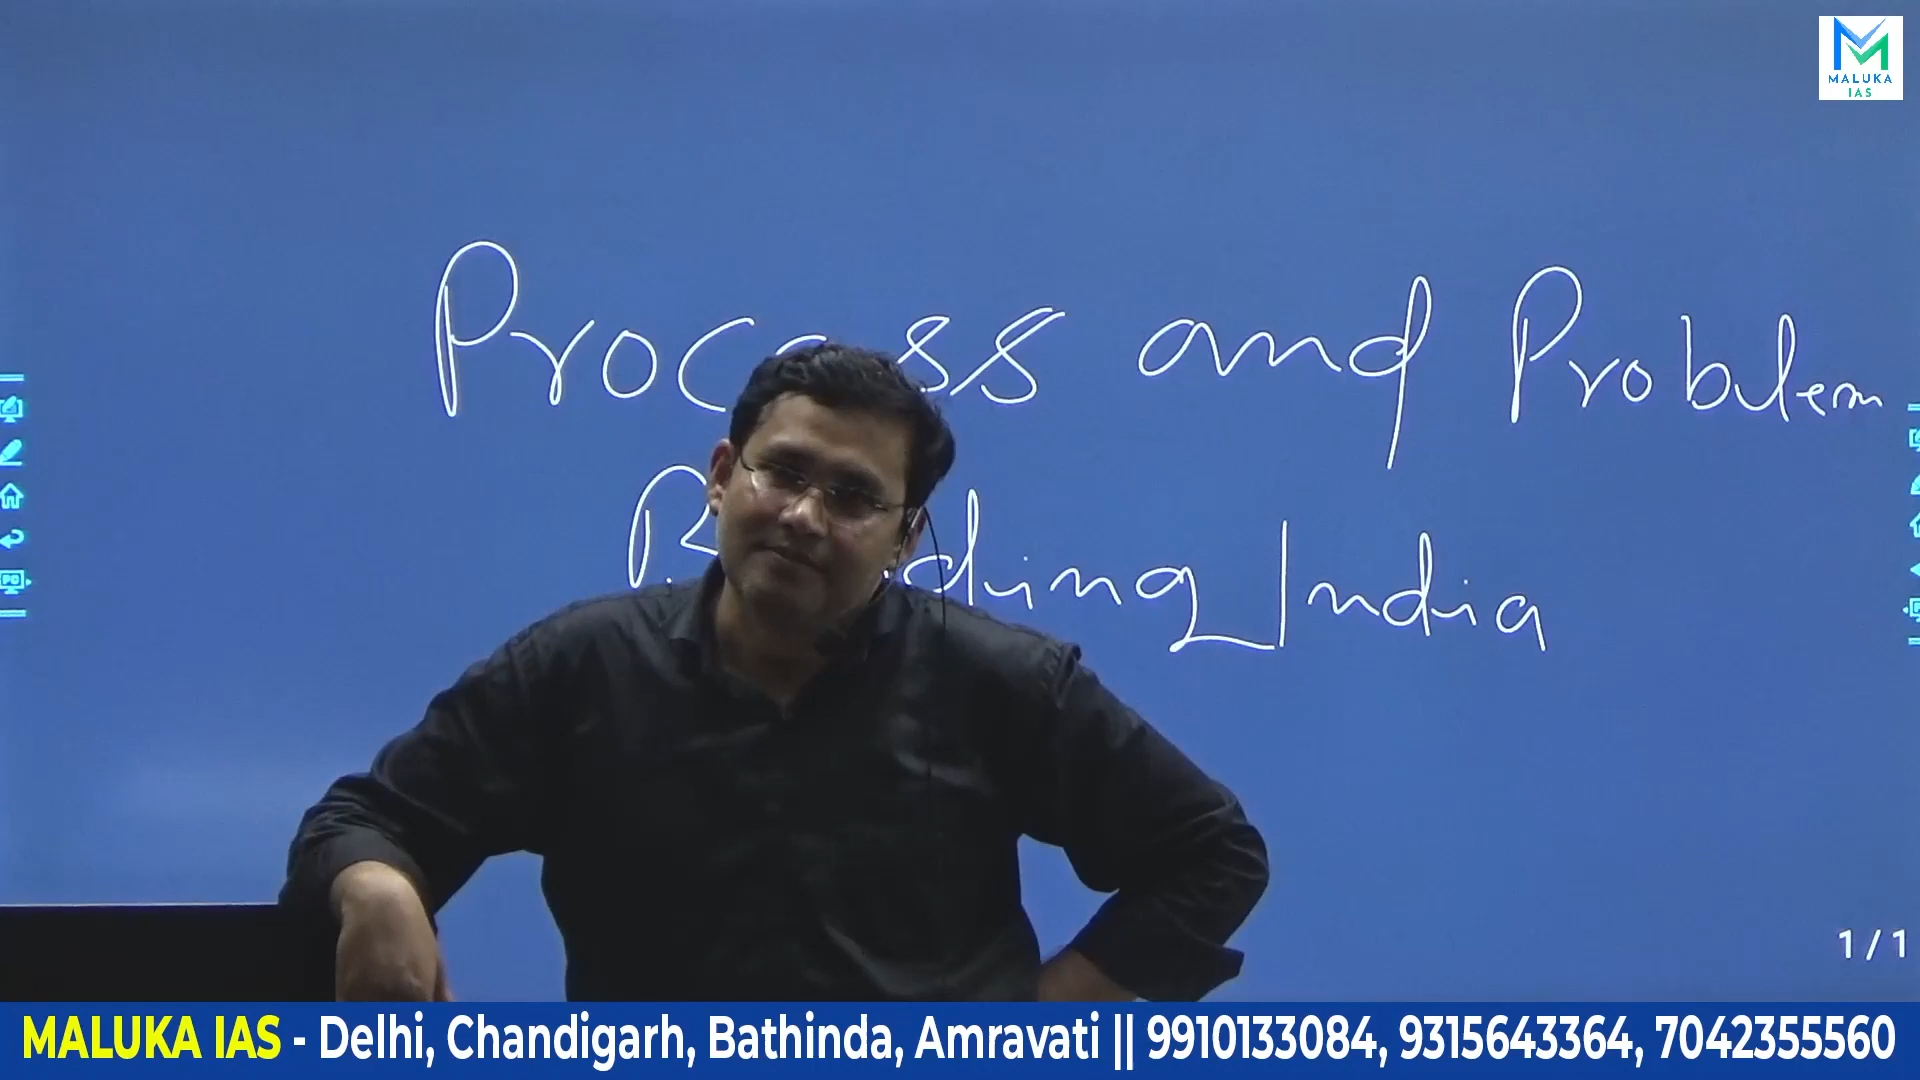 MALUKA
IAS
Process and Problem
India
1 / 1
MALUKA IAS - Delhi, Chandigarh, Bathinda, Amravati || 9910133084, 9315643364, 7042355560